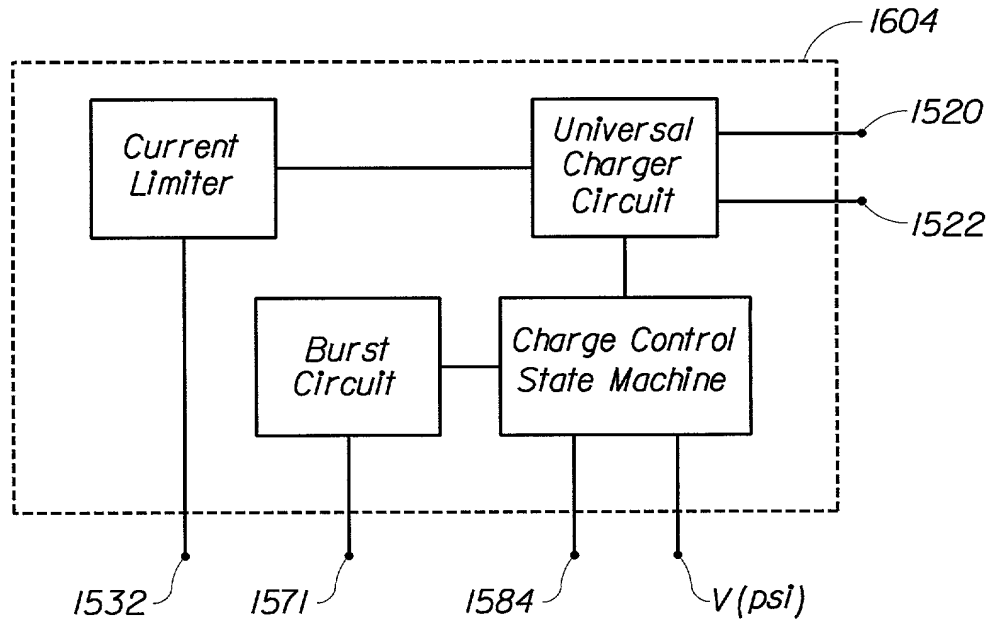 1604
Current
Limiter
Universal
Charger
Circuit
1520
1522
Burst
Circuit
Charge Control
State Machine
1532
1571
1584
V(psi)